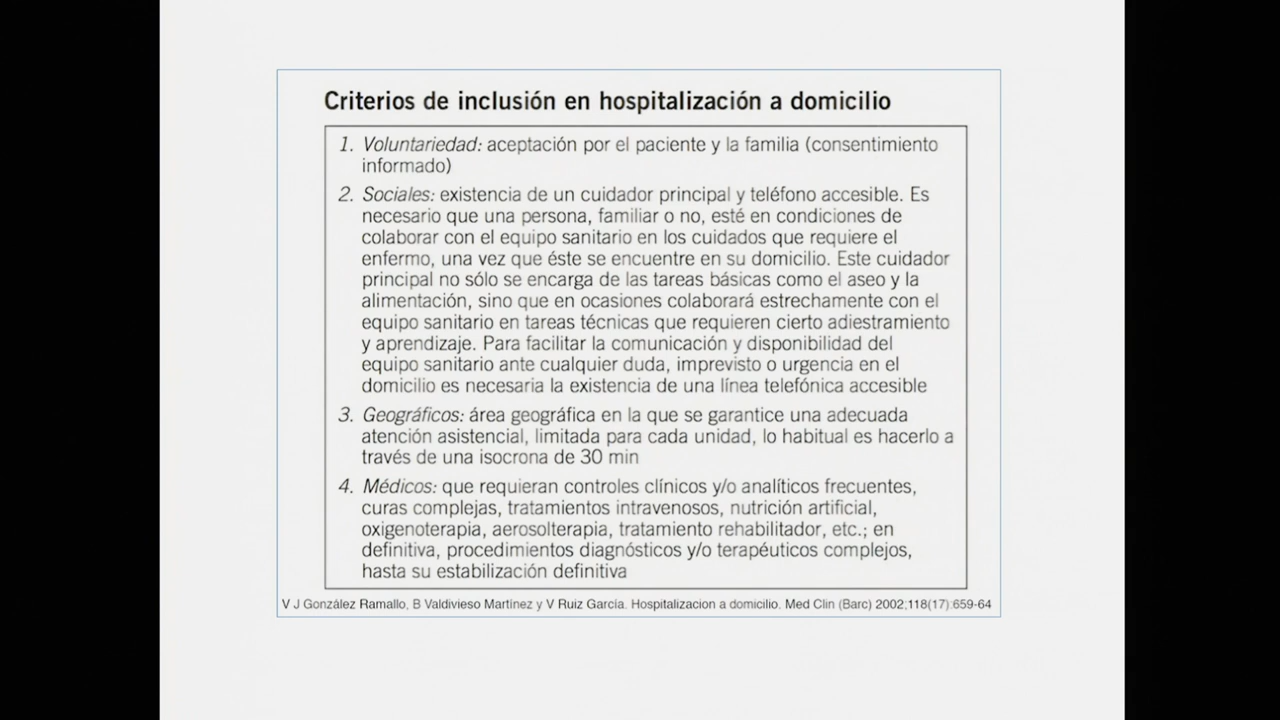 Criterios de inclusión en hospitalización a domicilio
1. Voluntariedad: aceptación por el paciente y la familia (consentimiento
informado)
2. Sociales: existencia de un cuidador principal y teléfono accesible. Es
necesario que una persona, familiar o no, esté en condiciones de
colaborar con el equipo sanitario en los cuidados que requiere el
enfermo, una vez que éste se encuentre en su domicilio. Este cuidador
principal no sólo se encarga de las tareas básicas como el aseo y la
alimentación, sino que en ocasiones colaborará estrechamente con el
equipo sanitario en tareas técnicas que requieren cierto adiestramiento
y aprendizaje. Para facilitar la comunicación y disponibilidad del
equipo sanitario ante cualquier duda, imprevisto o urgencia en el
domicilio es necesaria la existencia de una línea telefónica accesible
3. Geográficos: área geográfica en la que se garantice una adecuada
atención asistencial, limitada para cada unidad, lo habitual es hacerlo a
través de una isocrona de 30 min
4. Médicos: que requieran controles clínicos y/o analíticos frecuentes,
curas complejas, tratamientos intravenosos, nutrición artificial,
oxigenoterapia, aerosolterapia, tratamiento rehabilitador, etc.; en
definitiva, procedimientos diagnósticos y/o terapéuticos complejos,
hasta su estabilización definitiva
V J González Ramallo, B Valdivieso Martínez y V Ruiz García. Hospitalizacion a domicilio. Med Clin (Barc) 2002;118(17):659-64